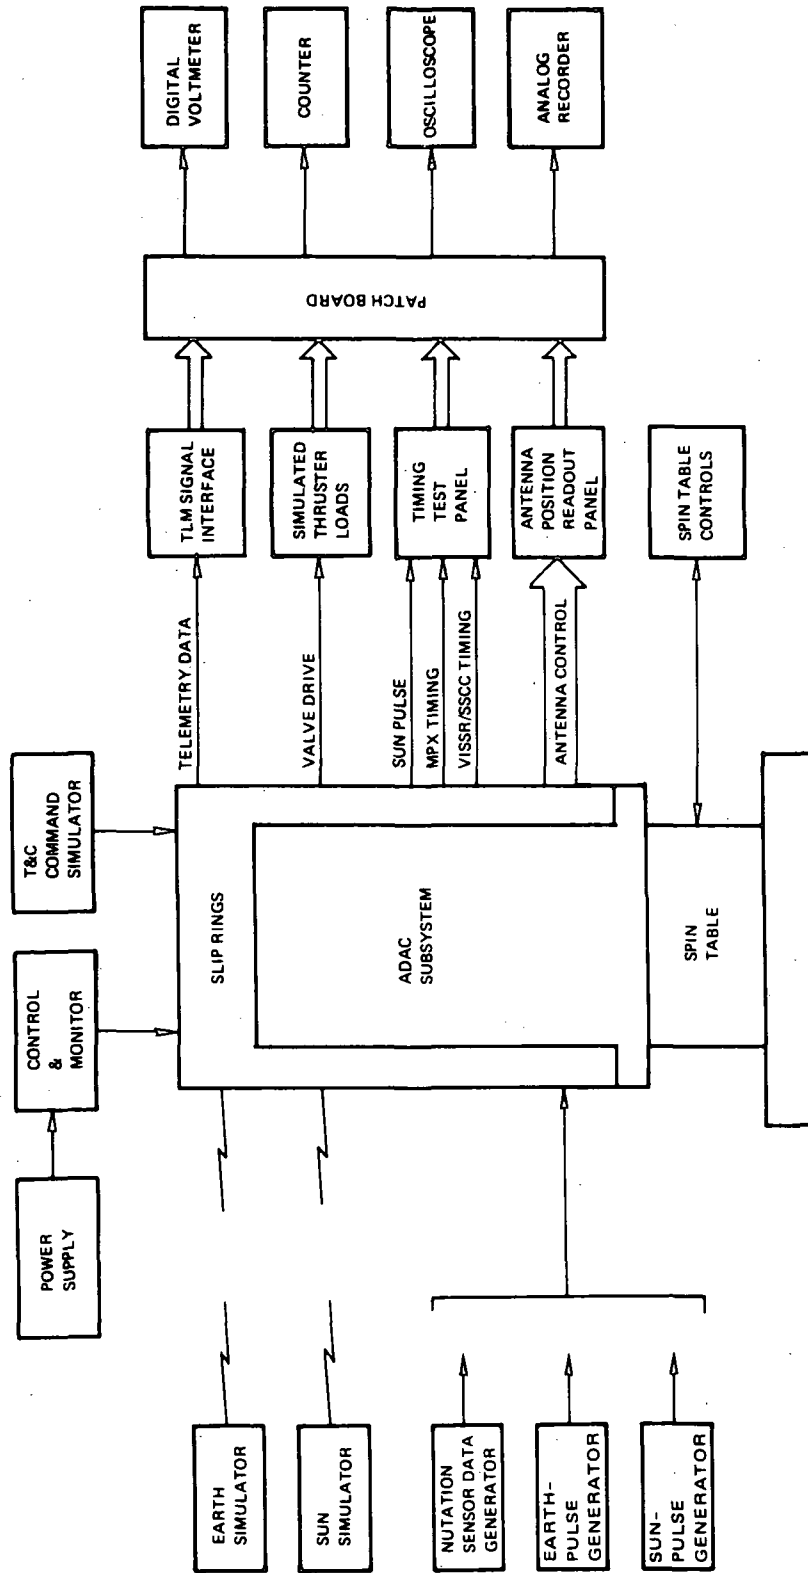 POWER
SUPPLY
CONTROL
&
MONITOR
T&C
COMMAND
SIMULATOR
EARTH
SIMULATOR
SUN
SIMULATOR
NUTATION
SENSOR DATA
GENERATOR
EARTH-
PULSE
GENERATOR
SUN-
PULSE
GENERATOR
SLIP RINGS
ADAC
SUBSYSTEM
SPIN
TABLE
TELEMETRY DATA
VALVE DRIVE
SUN PULSE
MPX TIMING
VISSR/SSCC TIMING
ANTENNA CONTROL
TLM SIGNAL
INTERFACE
SIMULATED
THRUSTER
LOADS
TIMING
TEST
PANEL
ANTENNA
POSITION
READOUT
PANEL
SPIN TABLE
CONTROLS
PATCH BOARD
DIGITAL
VOLTMETER
COUNTER
OSCILLOSCOPE
ANALOG
RECORDER